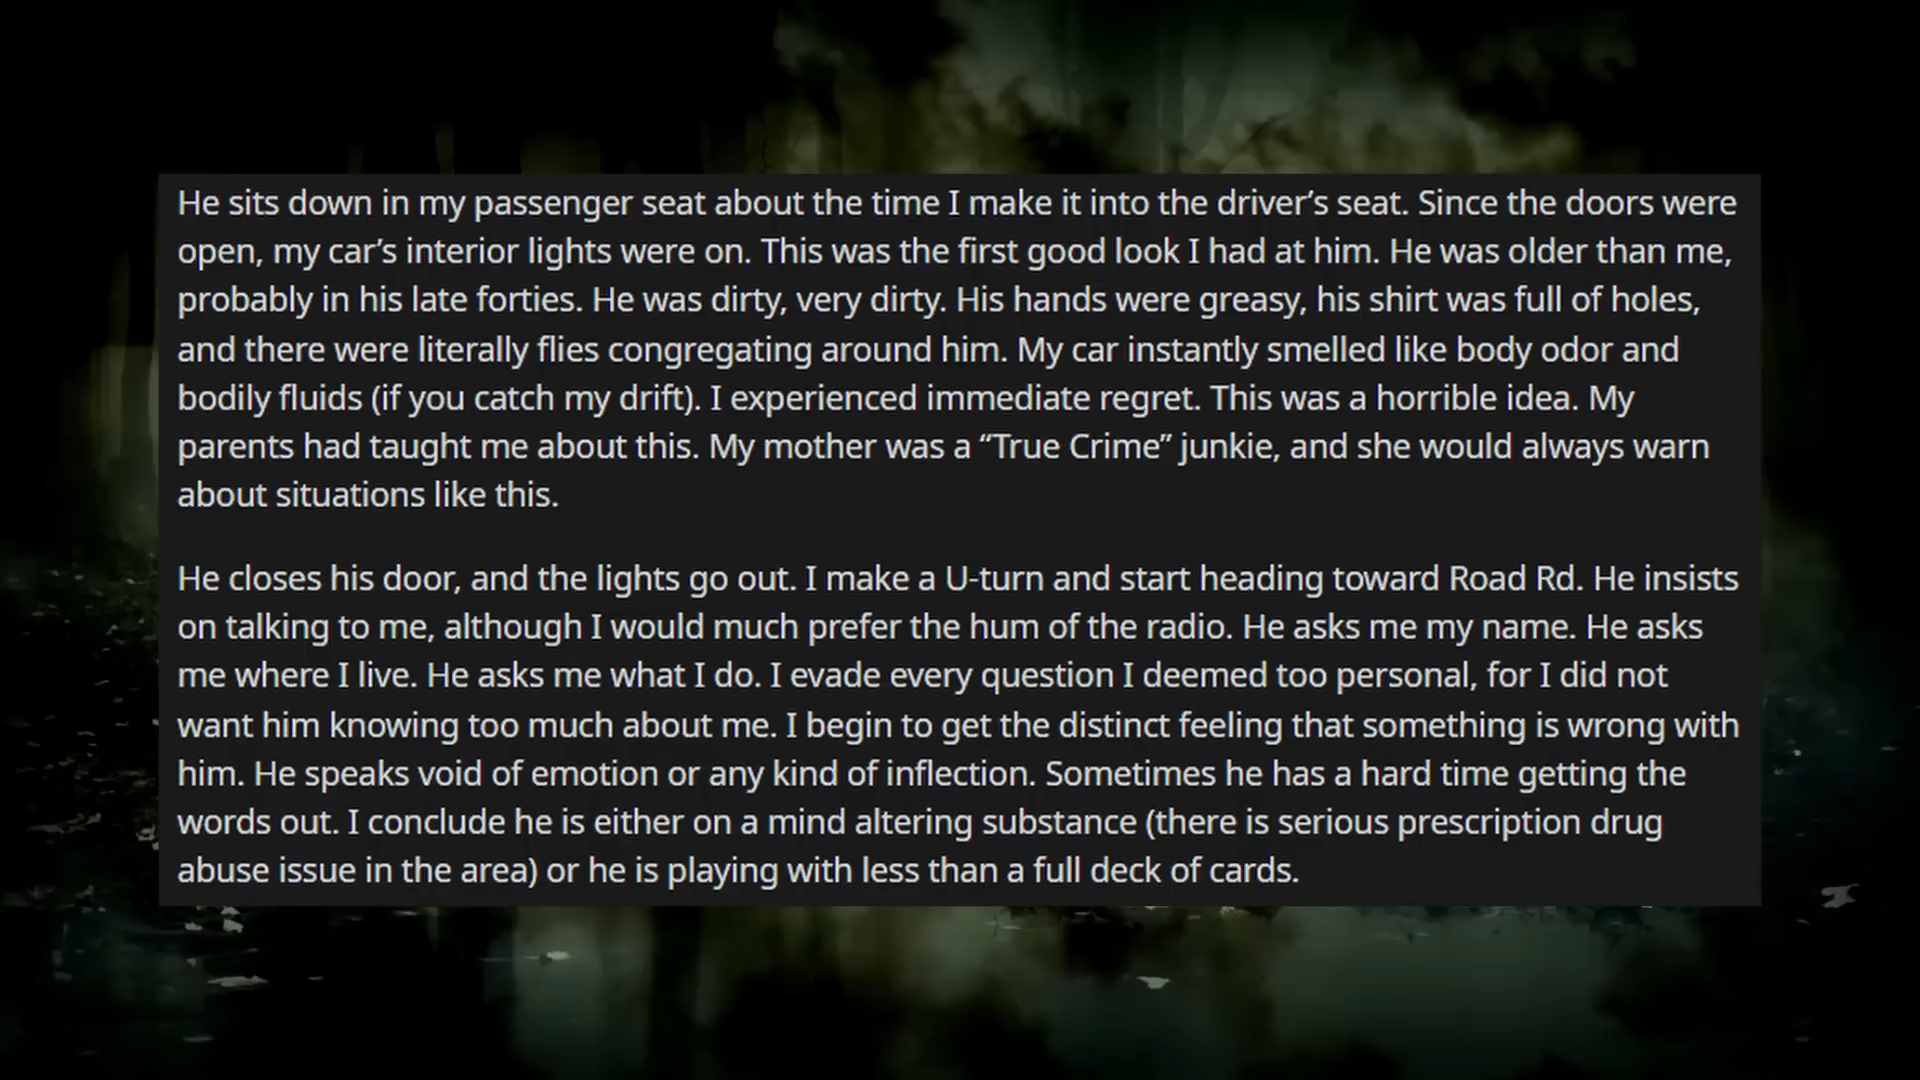 He sits down in my passenger seat about the time I make it into the driver’s seat. Since the doors were
open, my car’s interior lights were on. This was the first good look I had at him. He was older than me,
probably in his late forties. He was dirty, very dirty. His hands were greasy, his shirt was full of holes,
and there were literally flies congregating around him. My car instantly smelled like body odor and
bodily fluids (if you catch my drift). I experienced immediate regret. This was a horrible idea. My
parents had taught me about this. My mother was a “True Crime” junkie, and she would always warn
about situations like this.
He closes his door, and the lights go out. I make a U-turn and start heading toward Road Rd. He insists
on talking to me, although I would much prefer the hum of the radio. He asks me my name. He asks
me where I live. He asks me what I do. I evade every question I deemed too personal, for I did not
want him knowing too much about me. I begin to get the distinct feeling that something is wrong with
him. He speaks void of emotion or any kind of inflection. Sometimes he has a hard time getting the
words out. I conclude he is either on a mind altering substance (there is serious prescription drug
abuse issue in the area) or he is playing with less than a full deck of cards.